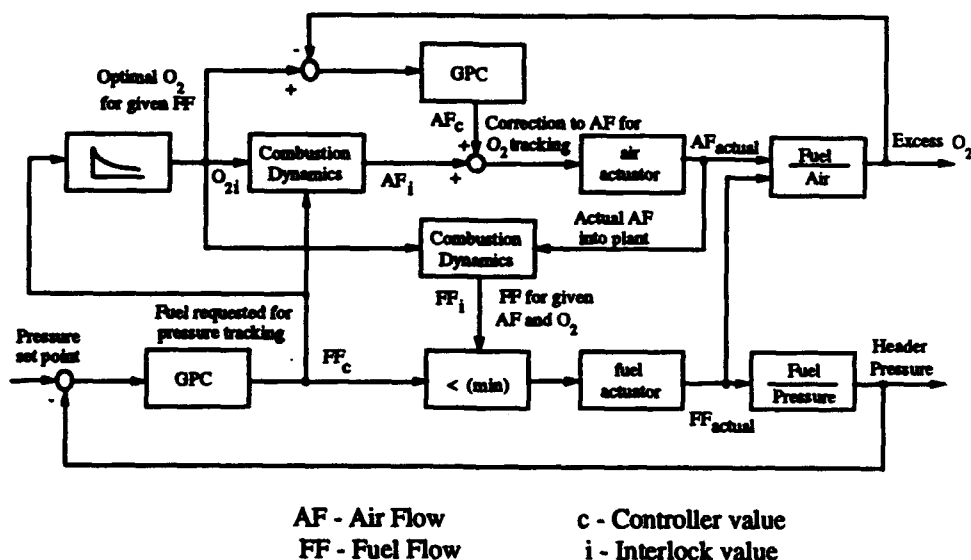 -
Optimal O2
for given FF
+
GPC
AFc
Correction to AF for
O2 tracking
+
+
AFactual
Excess O2
O2i
Combustion
Dynamics
AFi
air
actuator
Fuel
Air
Actual AF
into plant
Combustion
Dynamics
FFi
FF for given
AF and O2
Fuel requested for
pressure tracking
Pressure
set point
-
GPC
FFc
< (min)
fuel
actuator
FFactual
Fuel
Pressure
Header
Pressure
AF - Air Flow
c - Controller value
FF - Fuel Flow
i - Interlock value